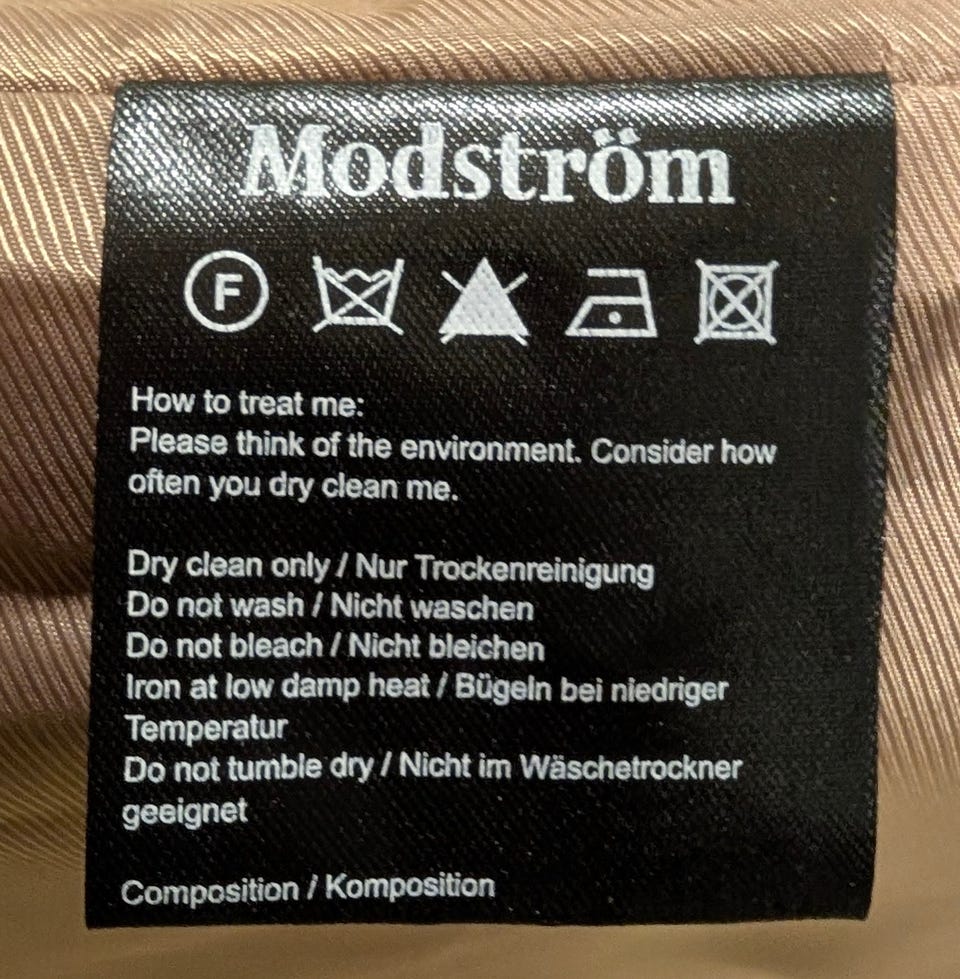 Modström
F
How to treat me:
Please think of the environment. Consider how
often you dry clean me.
Dry clean only / Nur Trockenreinigung
Do not wash / Nicht waschen
Do not bleach / Nicht bleichen
Iron at low damp heat / Bügeln bei niedriger
Temperatur
Do not tumble dry / Nicht im Wäschetrockner
geeignet
Composition / Komposition